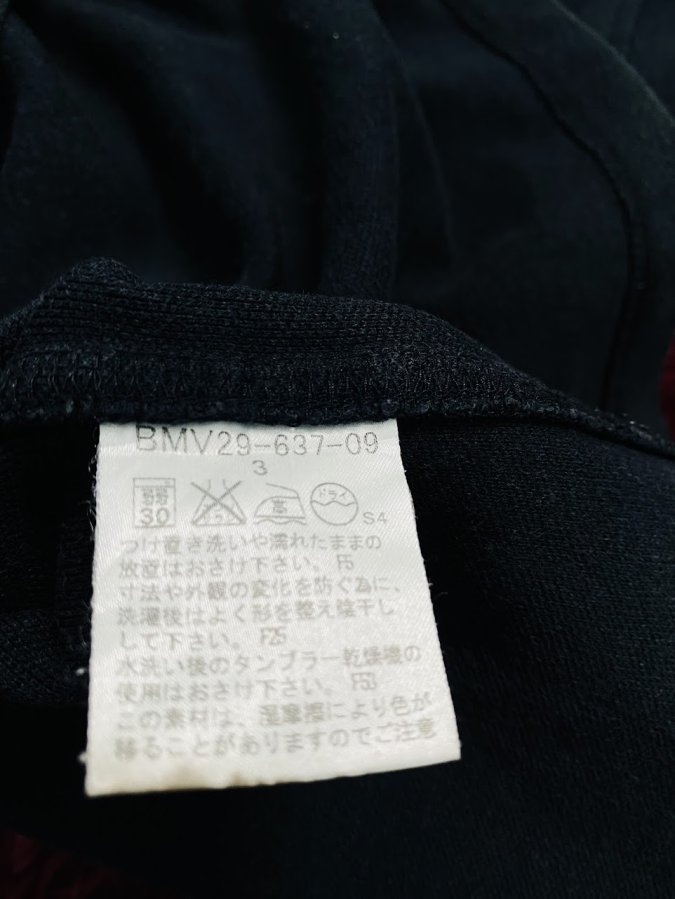 BMV29-637-09
3
30 ドライ S4
つけ置き洗いや濡れたままの
放置はおさけ下さい。F5
寸法や外観の変化を防ぐ為に、
洗濯後はよく形を整え陰干し
して下さい。F25
水洗い後のタンブラー乾燥機の
使用はおさけ下さい。F53
この素材は、湿摩擦により色が
移ることがありますのでご注意